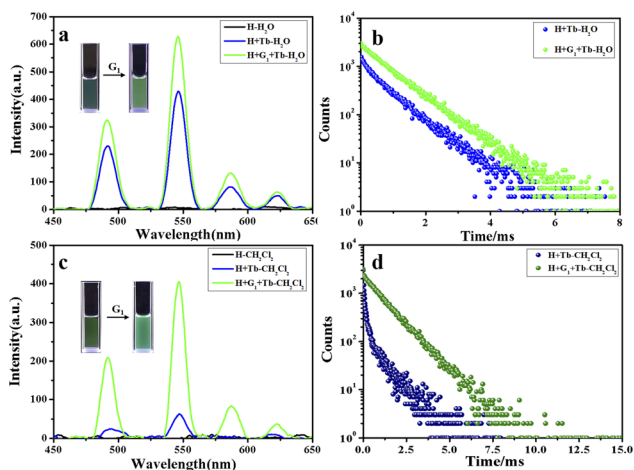 a
H-H₂O
H+Tb-H₂O
H+G₁+Tb-H₂O
G₁
Intensity(a.u.)
700
600
500
400
300
200
100
0
450 500 550 600 650
Wavelength(nm)
b
H+Tb-H₂O
H+G₁+Tb-H₂O
Counts
10⁴
10³
10²
10¹
10⁰
0 2 4 6 8
Time/ms
c
H-CH₂Cl₂
H+Tb-CH₂Cl₂
H+G₁+Tb-CH₂Cl₂
G₁
Intensity(a.u.)
500
400
300
200
100
0
450 500 550 600 650
Wavelength(nm)
d
H+Tb-CH₂Cl₂
H+G₁+Tb-CH₂Cl₂
Counts
10⁴
10³
10²
10¹
10⁰
0.0 2.5 5.0 7.5 10.0 12.5 15.0
Time/ms